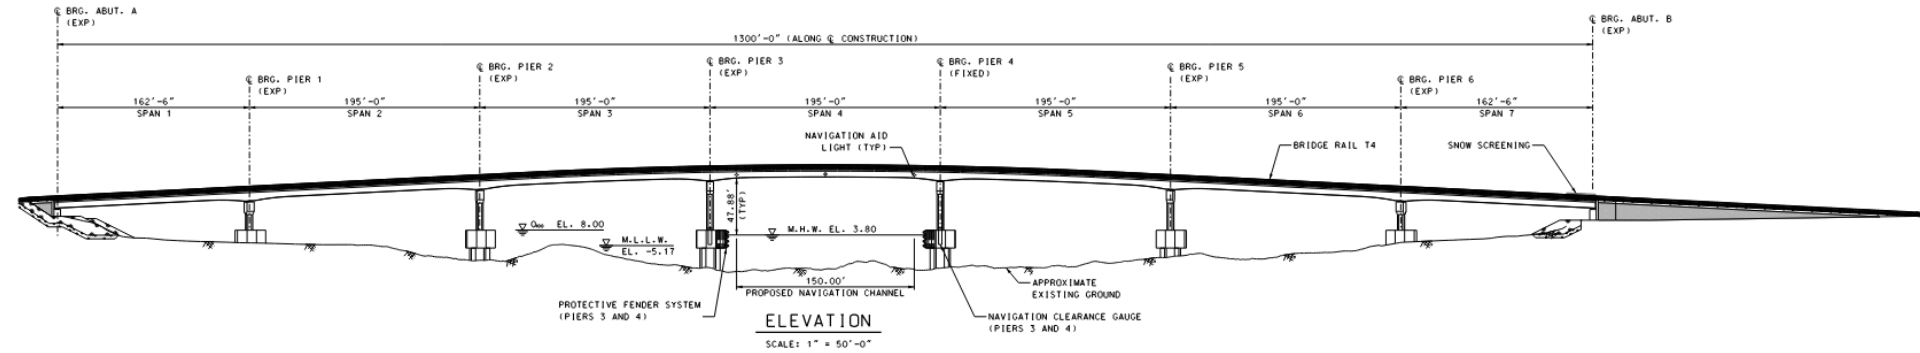 ℄ BRG. ABUT. A
(EXP)
℄ BRG. ABUT. B
(EXP)
1300'-0" (ALONG ℄ CONSTRUCTION)
℄ BRG. PIER 1
(EXP)
℄ BRG. PIER 2
(EXP)
℄ BRG. PIER 3
(EXP)
℄ BRG. PIER 4
(FIXED)
℄ BRG. PIER 5
(EXP)
℄ BRG. PIER 6
(EXP)
162'-6"
SPAN 1
195'-0"
SPAN 2
195'-0"
SPAN 3
195'-0"
SPAN 4
195'-0"
SPAN 5
195'-0"
SPAN 6
162'-6"
SPAN 7
NAVIGATION AID
LIGHT (TYP)
BRIDGE RAIL T4
SNOW SCREENING
47.88'
(TYP)
EL. 8.00
M.L.L.W.
EL. -5.17
M.H.W. EL. 3.80
150.00'
PROPOSED NAVIGATION CHANNEL
APPROXIMATE
EXISTING GROUND
PROTECTIVE FENDER SYSTEM
(PIERS 3 AND 4)
NAVIGATION CLEARANCE GAUGE
(PIERS 3 AND 4)
ELEVATION
SCALE: 1" = 50'-0"